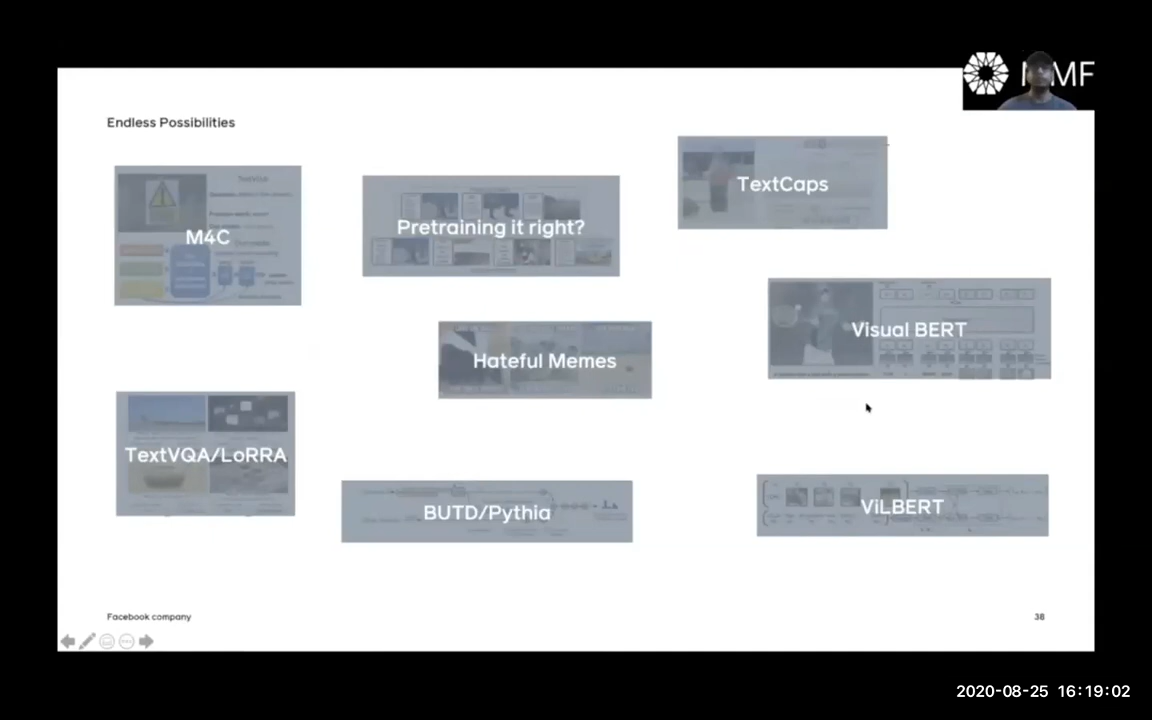 Endless Possibilities
TextCaps
M4C
Pretraining it right?
Visual BERT
Hateful Memes
TextVQA/LoRRA
BUTD/Pythia
ViLBERT
Facebook company
38
2020-08-25 16:19:02